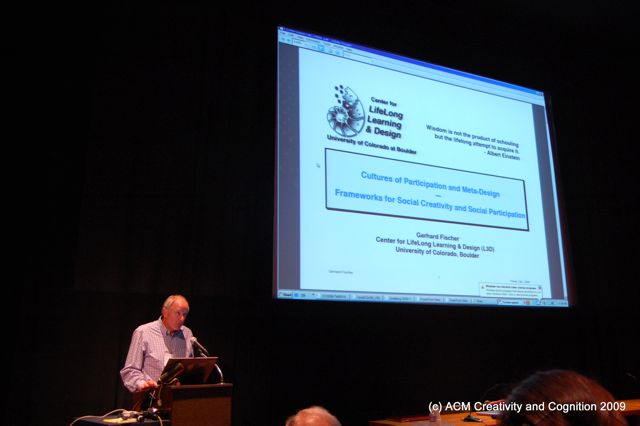 Center for
LifeLong
Learning
& Design
University of Colorado at Boulder
Wisdom is not the product of schooling
but the lifelong attempt to acquire it.
- Albert Einstein
Cultures of Participation and Meta-Design
—
Frameworks for Social Creativity and Social Participation
Gerhard Fischer
Center for LifeLong Learning & Design (L3D)
University of Colorado, Boulder
Gerhard Fischer
(c) ACM Creativity and Cognition 2009